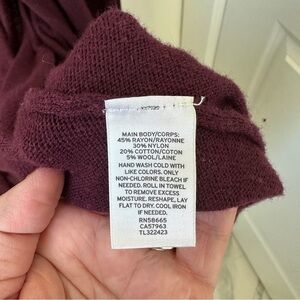 MAIN BODY/CORPS:
45% RAYON/RAYONNE
30% NYLON
20% COTTON/COTON
5% WOOL/LAINE
HAND WASH COLD WITH
LIKE COLORS. ONLY
NON-CHLORINE BLEACH IF
NEEDED. ROLL IN TOWEL
TO REMOVE EXCESS
MOISTURE. RESHAPE, LAY
FLAT TO DRY. COOL IRON
IF NEEDED.
RN58665
CA57963
TL322423